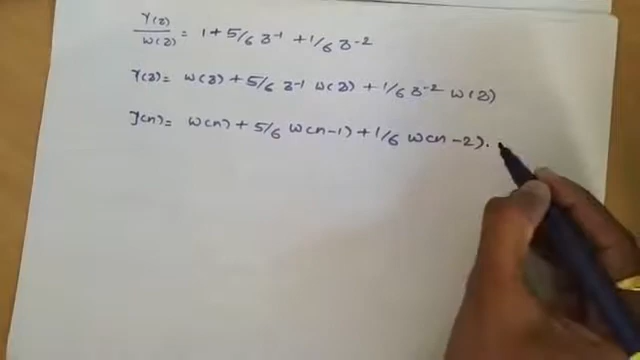 Y(z)/W(z) = 1 + 5/6 z⁻¹ + 1/6 z⁻²
Y(z) = W(z) + 5/6 z⁻¹ W(z) + 1/6 z⁻² W(z)
y(n) = w(n) + 5/6 w(n-1) + 1/6 w(n-2).